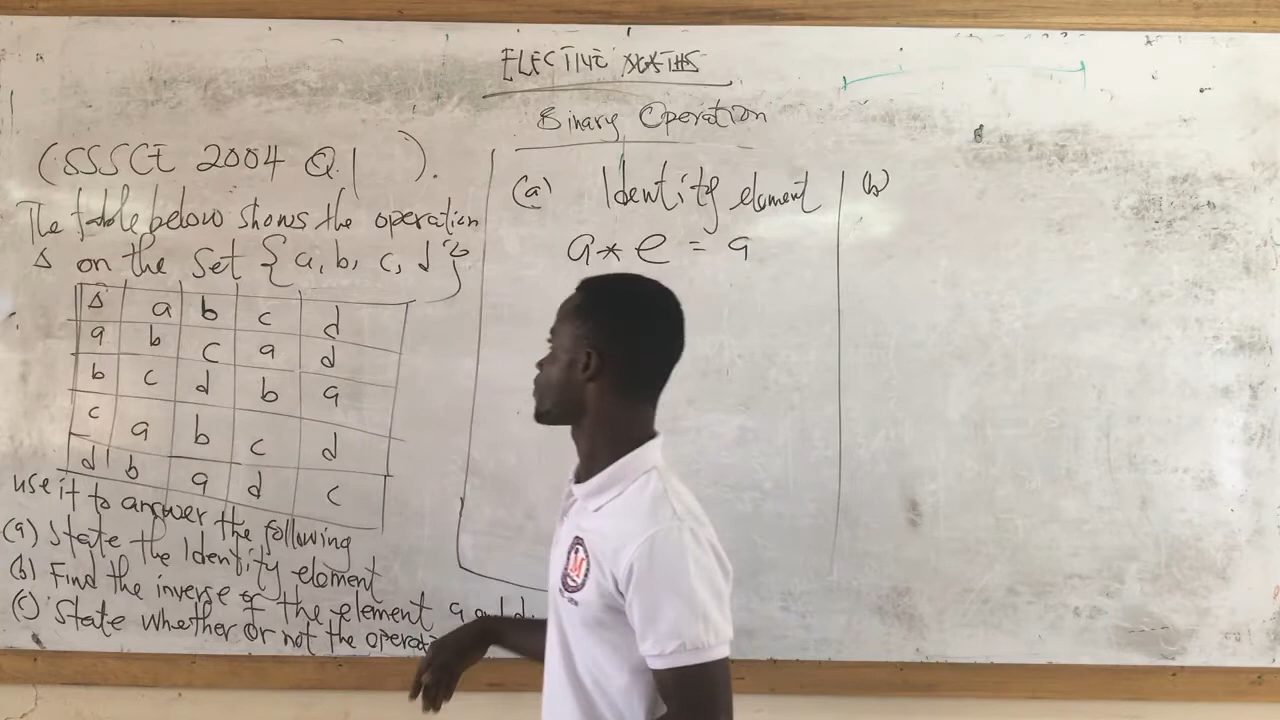 ELECTIVE MATHS
Binary Operation
(SSSCE 2004 Q.1 ).
The table below shows the operation
Δ on the set {a, b, c, d}
Δ a b c d
a b c a d
b c d b a
c a b c d
d b a d c
use it to answer the following
(a) State the Identity element
(b) Find the inverse of the element a and d.
(c) State whether or not the
(a) Identity element
a * e = a
(b)
M